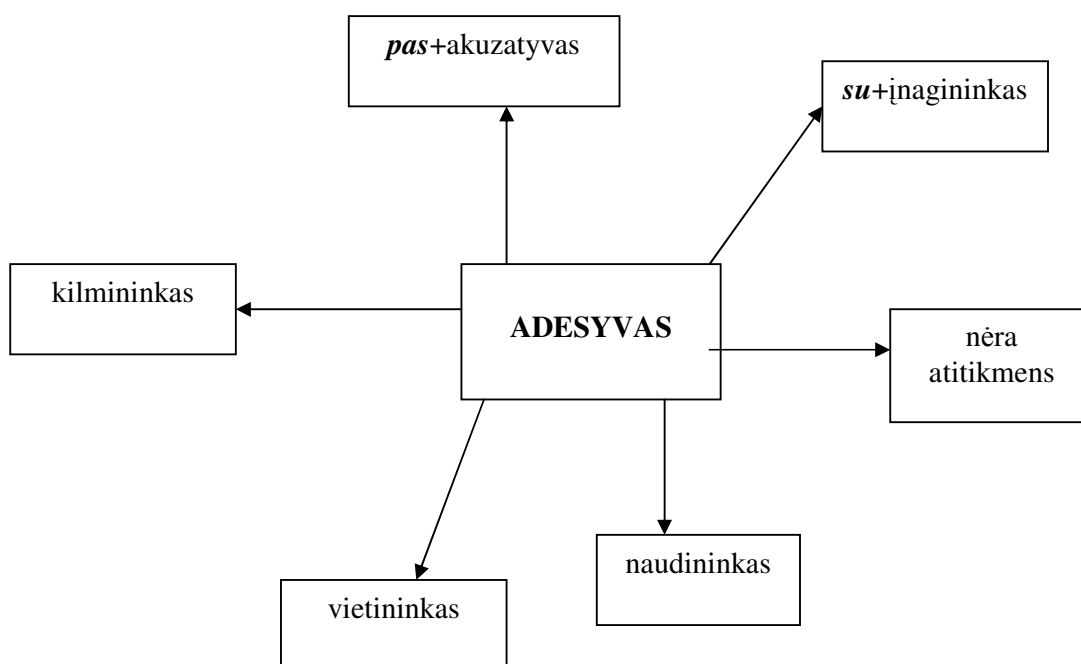 pas+akuzatyvas
su+įnagininkas
kilmininkas
ADESYVAS
nėra
atitikmens
naudininkas
vietininkas